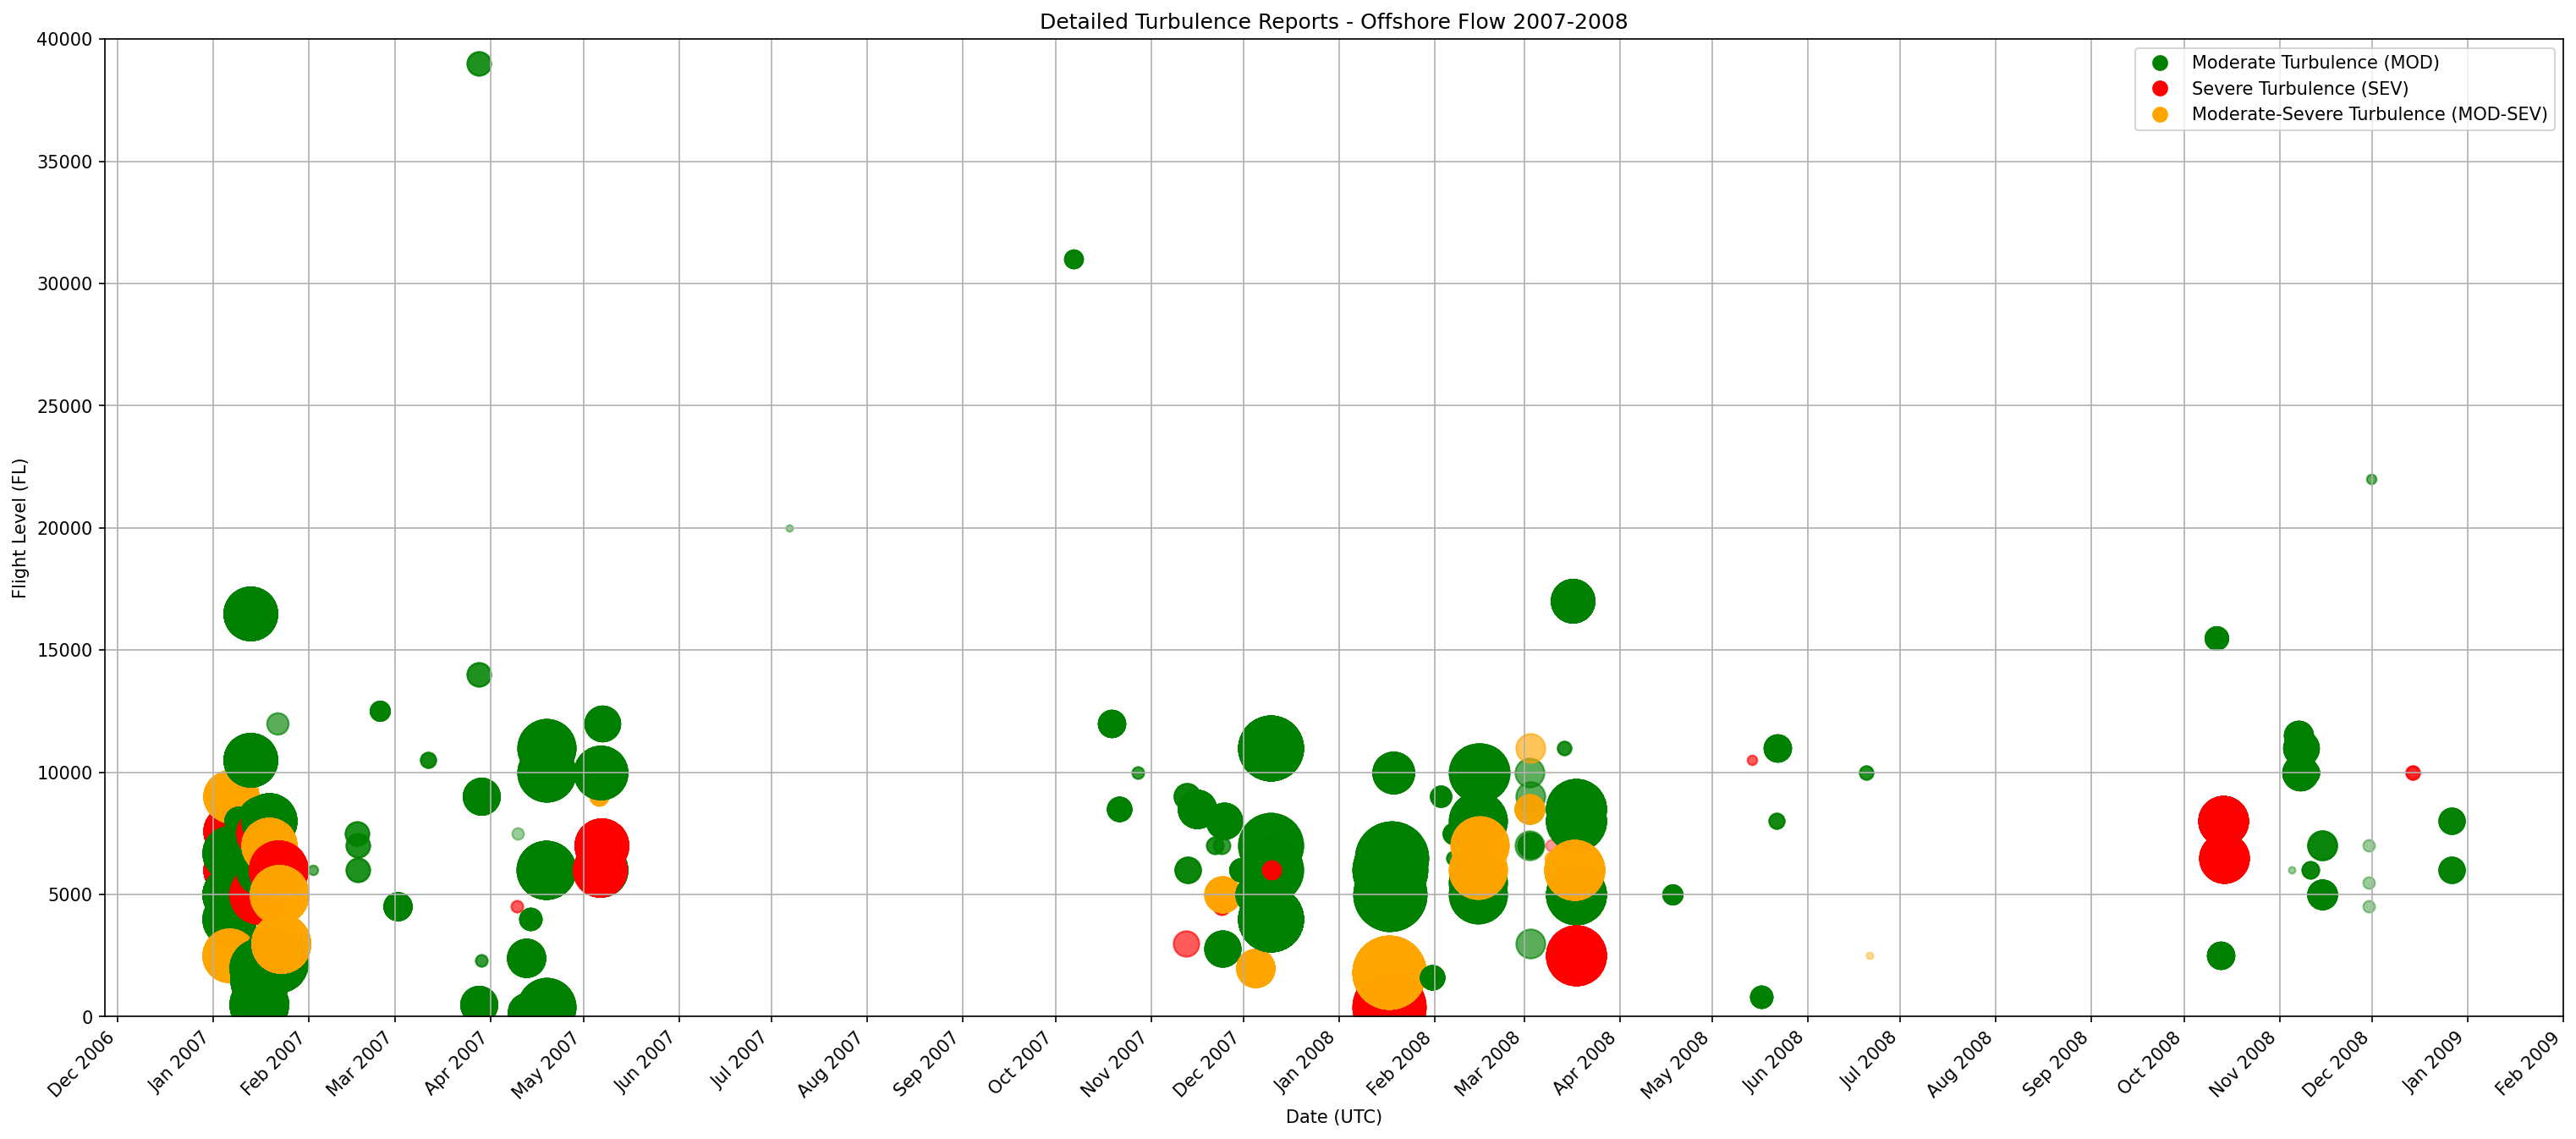 Detailed Turbulence Reports - Offshore Flow 2007-2008
Moderate Turbulence (MOD)
Severe Turbulence (SEV)
Moderate-Severe Turbulence (MOD-SEV)
Flight Level (FL)
40000
35000
30000
25000
20000
15000
10000
5000
0
Dec 2006
Jan 2007
Feb 2007
Mar 2007
Apr 2007
May 2007
Jun 2007
Jul 2007
Aug 2007
Sep 2007
Oct 2007
Nov 2007
Dec 2007
Jan 2008
Feb 2008
Mar 2008
Apr 2008
May 2008
Jun 2008
Jul 2008
Aug 2008
Sep 2008
Oct 2008
Nov 2008
Dec 2008
Jan 2009
Feb 2009
Date (UTC)